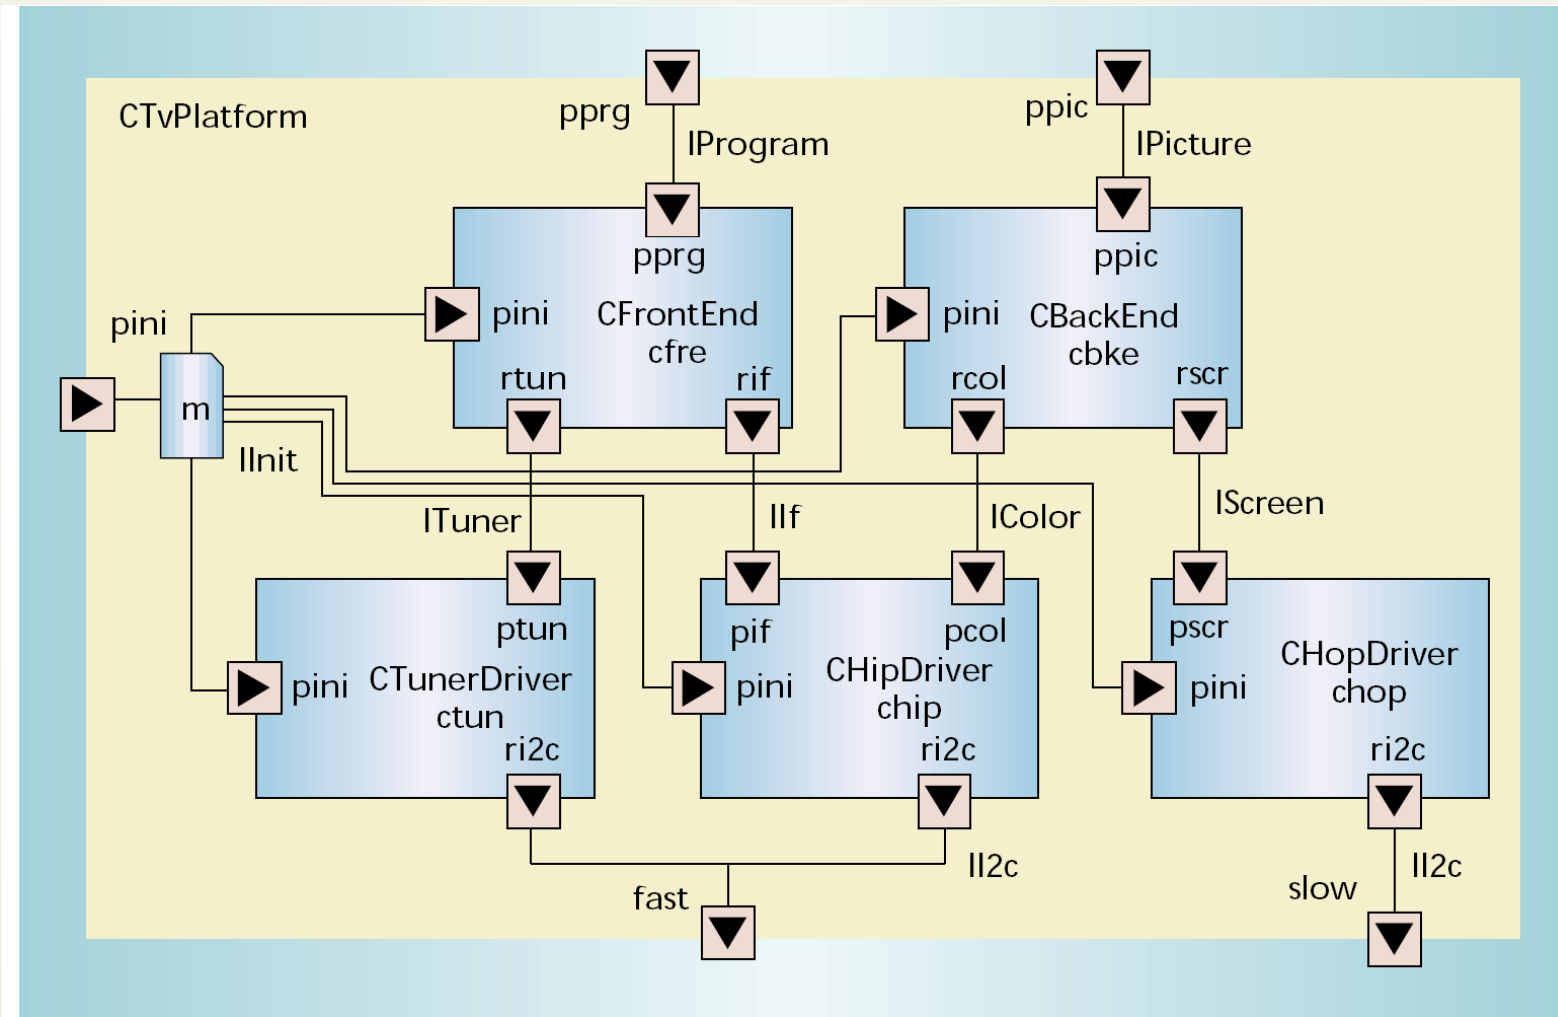 CTvPlatform
pprg
IProgram
ppic
IPicture
pprg
ppic
pini
pini
CFrontEnd
cfre
pini
CBackEnd
cbke
rtun
rif
rcol
rscr
m
IInit
ITuner
IIf
IColor
IScreen
ptun
pif
pcol
pscr
pini
CTunerDriver
ctun
pini
CHipDriver
chip
pini
CHopDriver
chop
ri2c
ri2c
ri2c
fast
II2c
slow
II2c